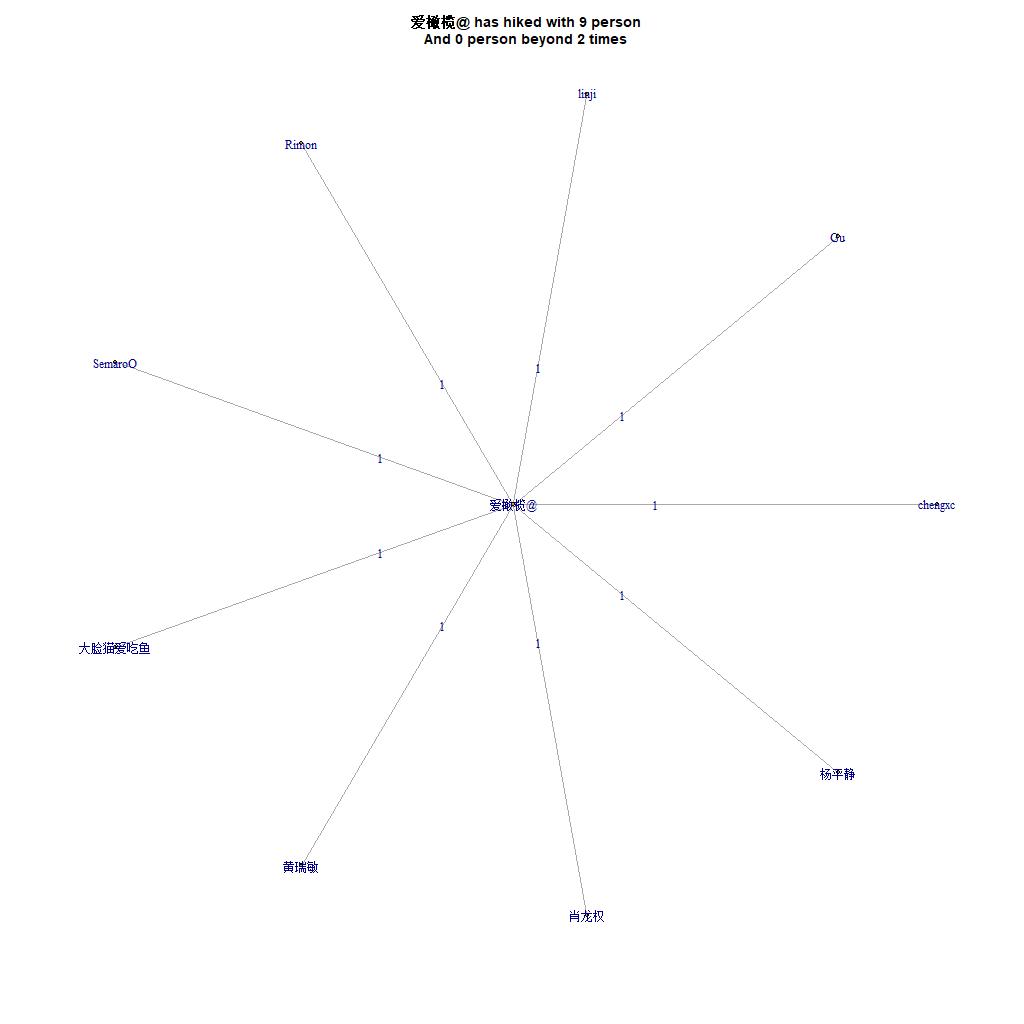 爱橄榄@ has hiked with 9 person
And 0 person beyond 2 times
linji
Rimon
Gu
SemaroO
1
1
1
1
爱橄榄@
1
chengxc
1
1
1
1
大脸猫爱吃鱼
杨平静
黄瑞敏
肖龙权